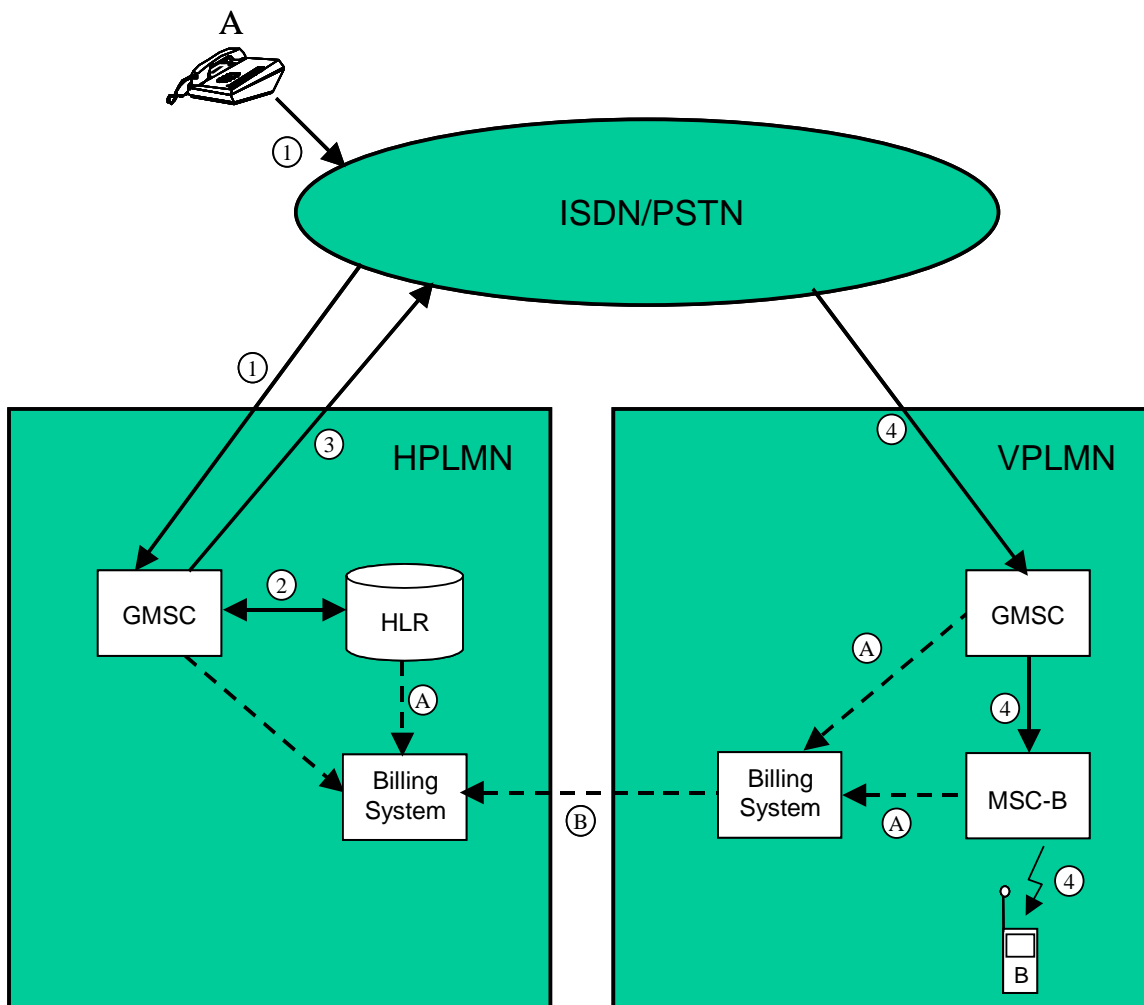 A
1
ISDN/PSTN
1
3
4
HPLMN
VPLMN
GMSC
2
HLR
GMSC
A
A
4
Billing
System
Billing
System
MSC-B
B
A
4
B